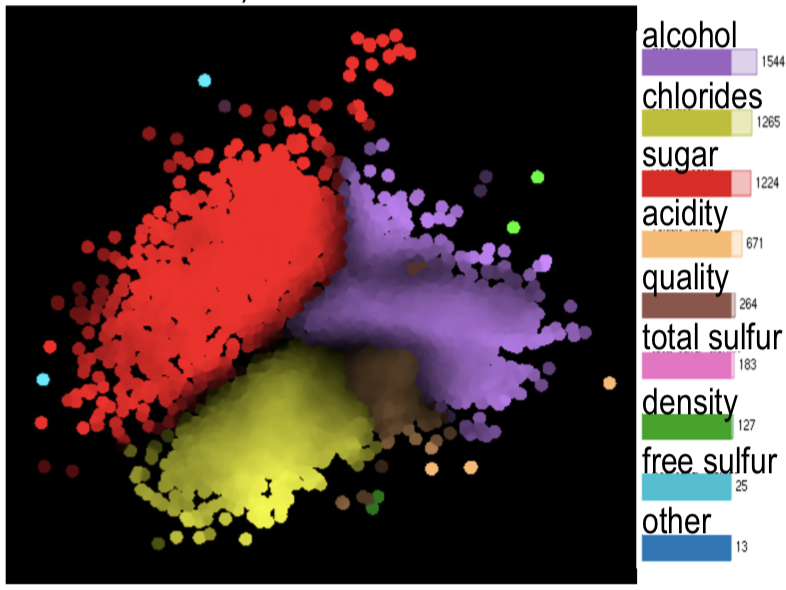 alcohol
1544
chlorides
1265
sugar
1224
acidity
671
quality
264
total sulfur
183
density
127
free sulfur
25
other
13